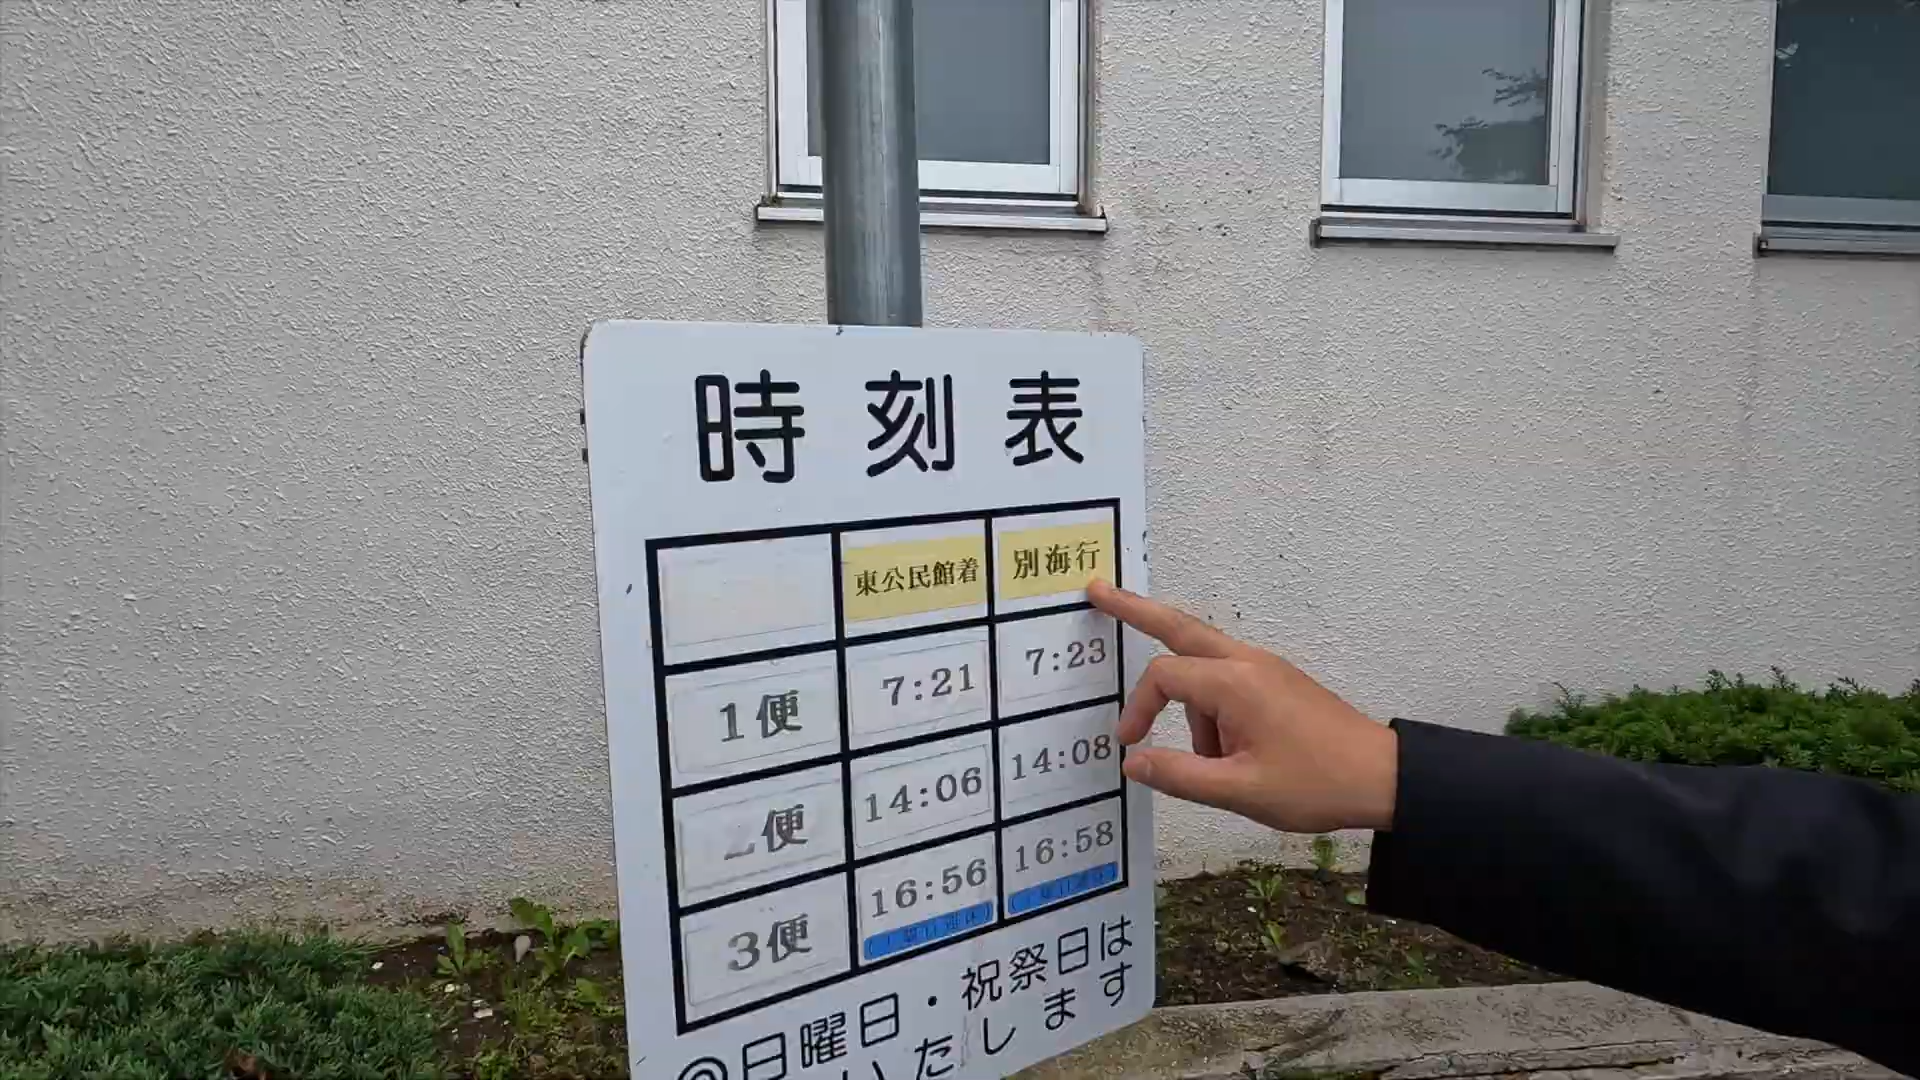 時刻表
東公民館着 別海行
1便 7:21 7:23
2便 14:06 14:08
3便 16:56 16:58
◎日曜日・祝祭日は
いたします